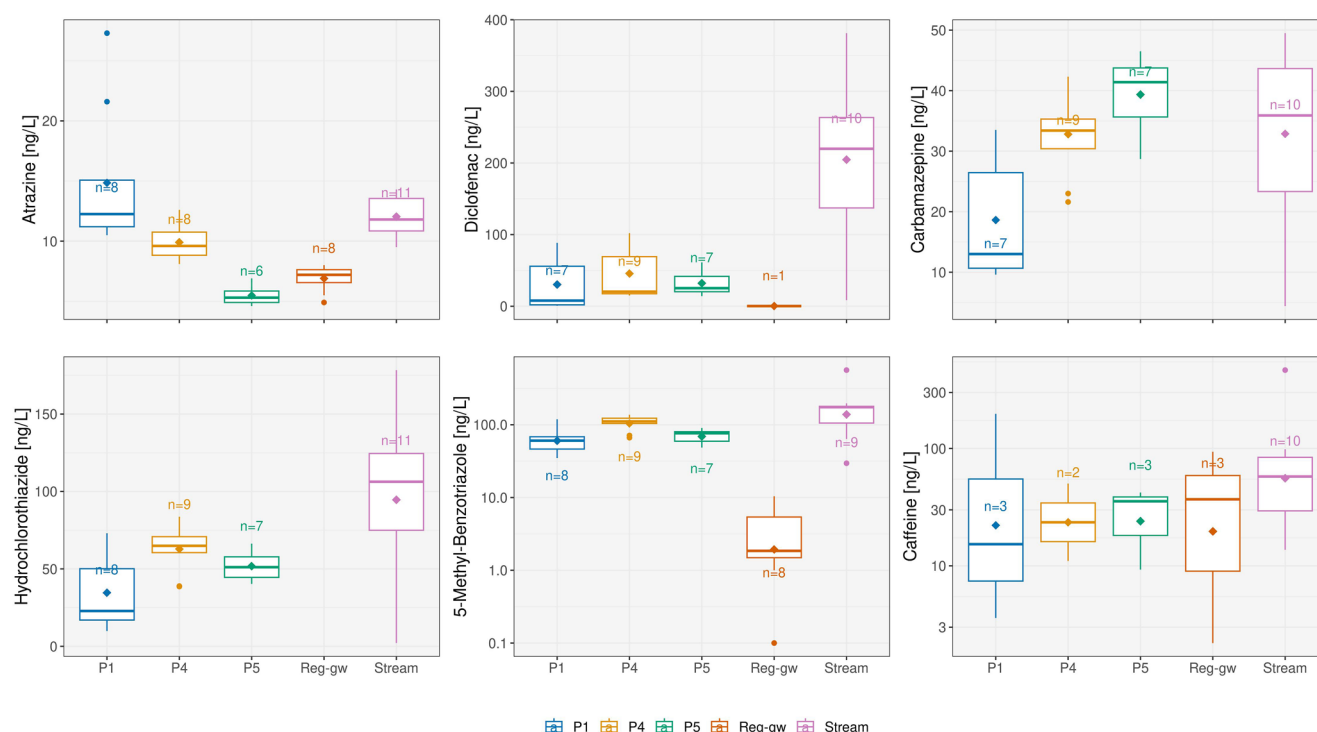 Atrazine [ng/L]
20
10
n=8
n=8
n=6
n=8
n=11
Diclofenac [ng/L]
400
300
200
100
0
n=7
n=9
n=7
n=1
n=10
Carbamazepine [ng/L]
50
40
30
20
10
n=7
n=9
n=7
n=10
Hydrochlorothiazide [ng/L]
150
100
50
0
n=8
n=9
n=7
n=11
P1 P4 P5 Reg-gw Stream
5-Methyl-Benzotriazole [ng/L]
100.0
10.0
1.0
0.1
n=8
n=9
n=7
n=8
n=9
P1 P4 P5 Reg-gw Stream
Caffeine [ng/L]
300
100
30
10
3
n=3
n=2
n=3
n=3
n=10
P1 P4 P5 Reg-gw Stream
a P1 a P4 a P5 a Reg-gw a Stream